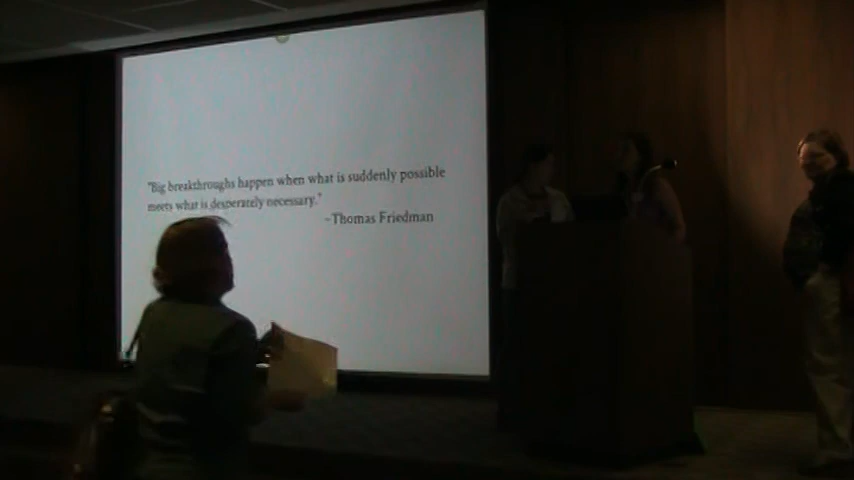 "Big breakthroughs happen when what is suddenly possible
meets what is desperately necessary."
~Thomas Friedman